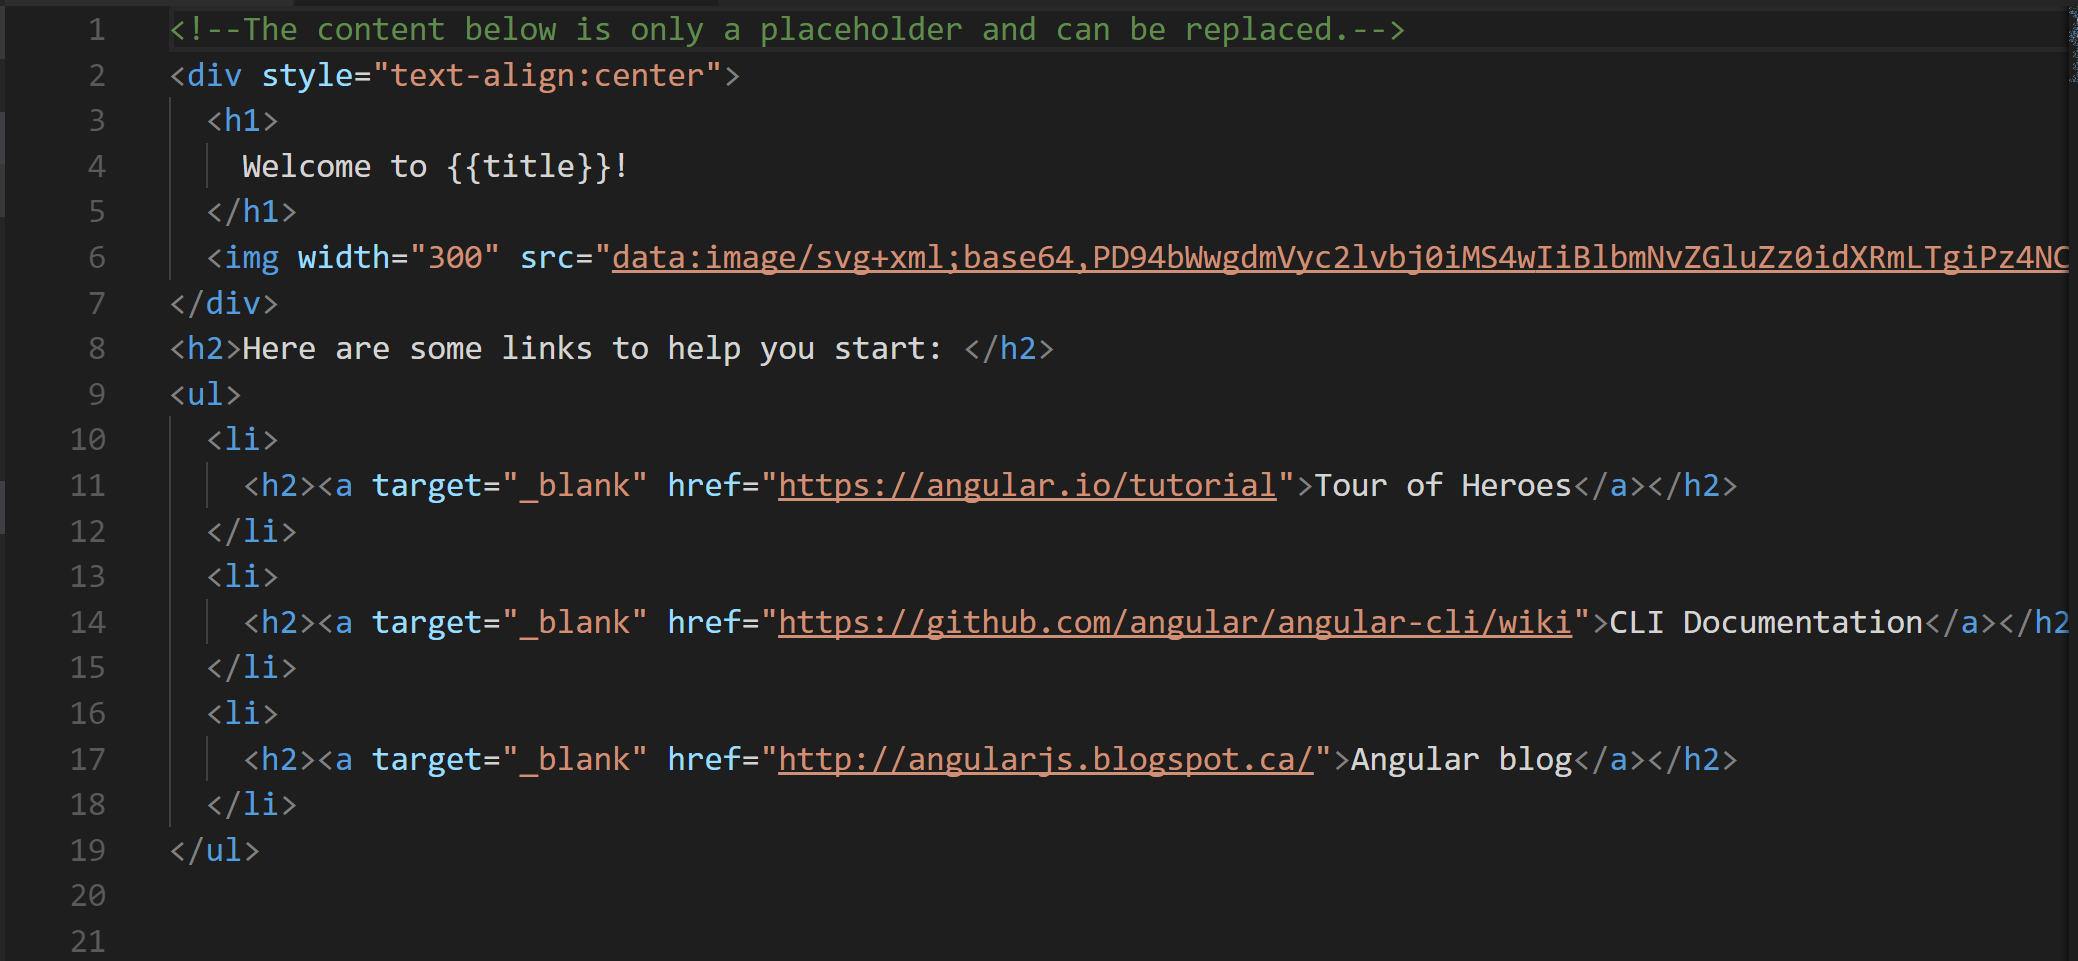 1 <!--The content below is only a placeholder and can be replaced.-->
2 <div style="text-align:center">
3   <h1>
4     Welcome to {{title}}!
5   </h1>
6   <img width="300" src="data:image/svg+xml;base64,PD94bWwgdmVyc2lvbj0iMS4wIiBlbmNvZGluZz0idXRmLTgiPz4NC
7 </div>
8 <h2>Here are some links to help you start: </h2>
9 <ul>
10   <li>
11     <h2><a target="_blank" href="https://angular.io/tutorial">Tour of Heroes</a></h2>
12   </li>
13   <li>
14     <h2><a target="_blank" href="https://github.com/angular/angular-cli/wiki">CLI Documentation</a></h2
15   </li>
16   <li>
17     <h2><a target="_blank" href="http://angularjs.blogspot.ca/">Angular blog</a></h2>
18   </li>
19 </ul>
20
21